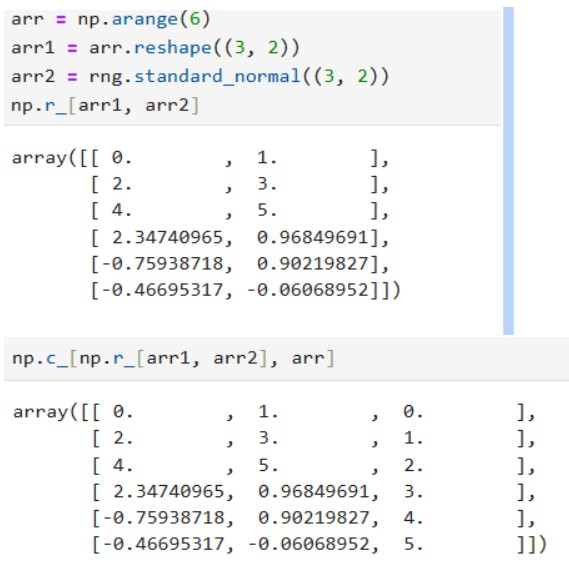 arr = np.arange(6)
arr1 = arr.reshape((3, 2))
arr2 = rng.standard_normal((3, 2))
np.r_[arr1, arr2]
array([[ 0.        ,  1.        ],
       [ 2.        ,  3.        ],
       [ 4.        ,  5.        ],
       [ 2.34740965,  0.96849691],
       [-0.75938718,  0.90219827],
       [-0.46695317, -0.06068952]])
np.c_[np.r_[arr1, arr2], arr]
array([[ 0.        ,  1.        ,  0.        ],
       [ 2.        ,  3.        ,  1.        ],
       [ 4.        ,  5.        ,  2.        ],
       [ 2.34740965,  0.96849691,  3.        ],
       [-0.75938718,  0.90219827,  4.        ],
       [-0.46695317, -0.06068952,  5.        ]])